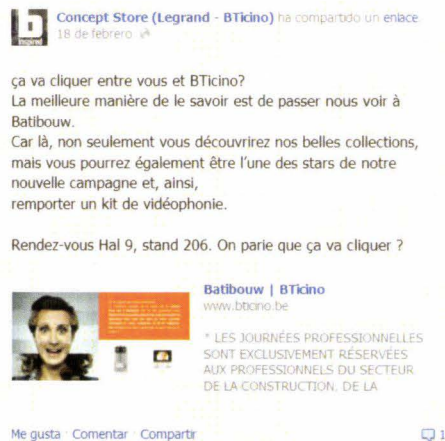 Concept Store (Legrand - BTicino) ha compartido un enlace
18 de febrero
ça va cliquer entre vous et BTicino?
La meilleure manière de le savoir est de passer nous voir à
Batibouw.
Car là, non seulement vous découvrirez nos belles collections,
mais vous pourrez également être l'une des stars de notre
nouvelle campagne et, ainsi,
remporter un kit de vidéophonie.
Rendez-vous Hal 9, stand 206. On parie que ça va cliquer ?
Batibouw | BTicino
www.bticino.be
* LES JOURNÉES PROFESSIONNELLES
SONT EXCLUSIVEMENT RÉSERVÉES
AUX PROFESSIONNELS DU SECTEUR
DE LA CONSTRUCTION, DE LA
Me gusta · Comentar · Compartir
1